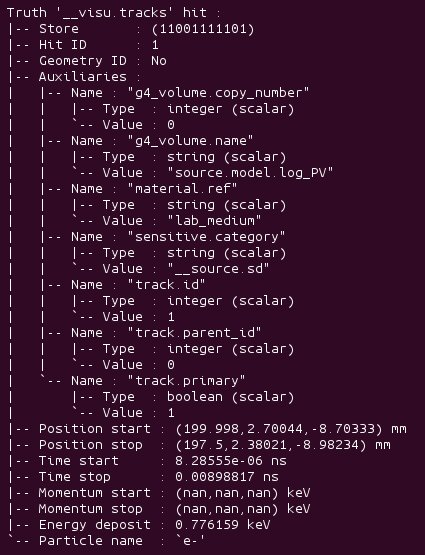 Truth '__visu.tracks' hit :
|-- Store       : (11001111101)
|-- Hit ID      : 1
|-- Geometry ID : No
|-- Auxiliaries :
|   |-- Name : "g4_volume.copy_number"
|   |   |-- Type  : integer (scalar)
|   |   `-- Value : 0
|   |-- Name : "g4_volume.name"
|   |   |-- Type  : string (scalar)
|   |   `-- Value : "source.model.log_PV"
|   |-- Name : "material.ref"
|   |   |-- Type  : string (scalar)
|   |   `-- Value : "lab_medium"
|   |-- Name : "sensitive.category"
|   |   |-- Type  : string (scalar)
|   |   `-- Value : "__source.sd"
|   |-- Name : "track.id"
|   |   |-- Type  : integer (scalar)
|   |   `-- Value : 1
|   |-- Name : "track.parent_id"
|   |   |-- Type  : integer (scalar)
|   |   `-- Value : 0
|   `-- Name : "track.primary"
|       |-- Type  : boolean (scalar)
|       `-- Value : 1
|-- Position start : (199.998,2.70044,-8.70333) mm
|-- Position stop  : (197.5,2.38021,-8.98234) mm
|-- Time start     : 8.28555e-06 ns
|-- Time stop      : 0.00898817 ns
|-- Momentum start : (nan,nan,nan) keV
|-- Momentum stop  : (nan,nan,nan) keV
|-- Energy deposit : 0.776159 keV
`-- Particle name  : `e-'